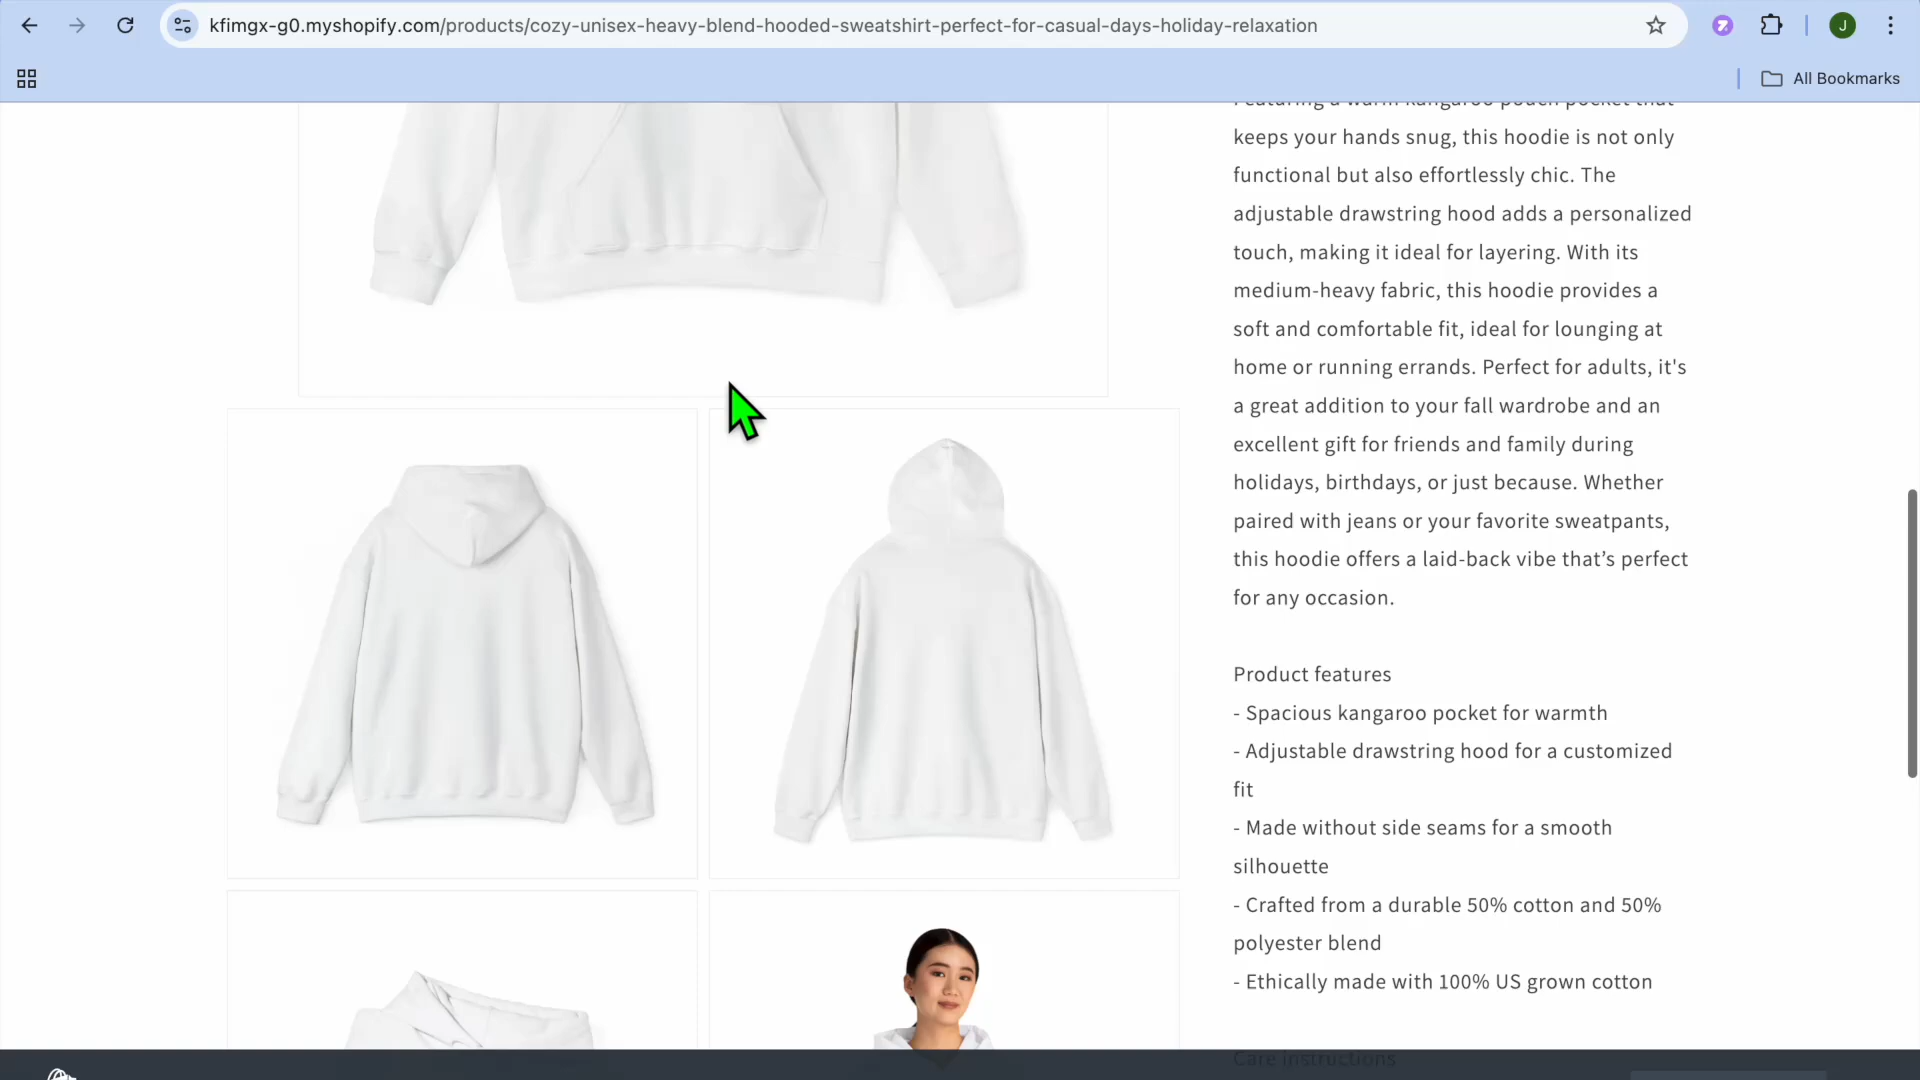 kfimgx-g0.myshopify.com/products/cozy-unisex-heavy-blend-hooded-sweatshirt-perfect-for-casual-days-holiday-relaxation
J
All Bookmarks
Featuring a warm kangaroo pouch pocket that
keeps your hands snug, this hoodie is not only
functional but also effortlessly chic. The
adjustable drawstring hood adds a personalized
touch, making it ideal for layering. With its
medium-heavy fabric, this hoodie provides a
soft and comfortable fit, ideal for lounging at
home or running errands. Perfect for adults, it's
a great addition to your fall wardrobe and an
excellent gift for friends and family during
holidays, birthdays, or just because. Whether
paired with jeans or your favorite sweatpants,
this hoodie offers a laid-back vibe that’s perfect
for any occasion.
Product features
- Spacious kangaroo pocket for warmth
- Adjustable drawstring hood for a customized
fit
- Made without side seams for a smooth
silhouette
- Crafted from a durable 50% cotton and 50%
polyester blend
- Ethically made with 100% US grown cotton
Care instructions